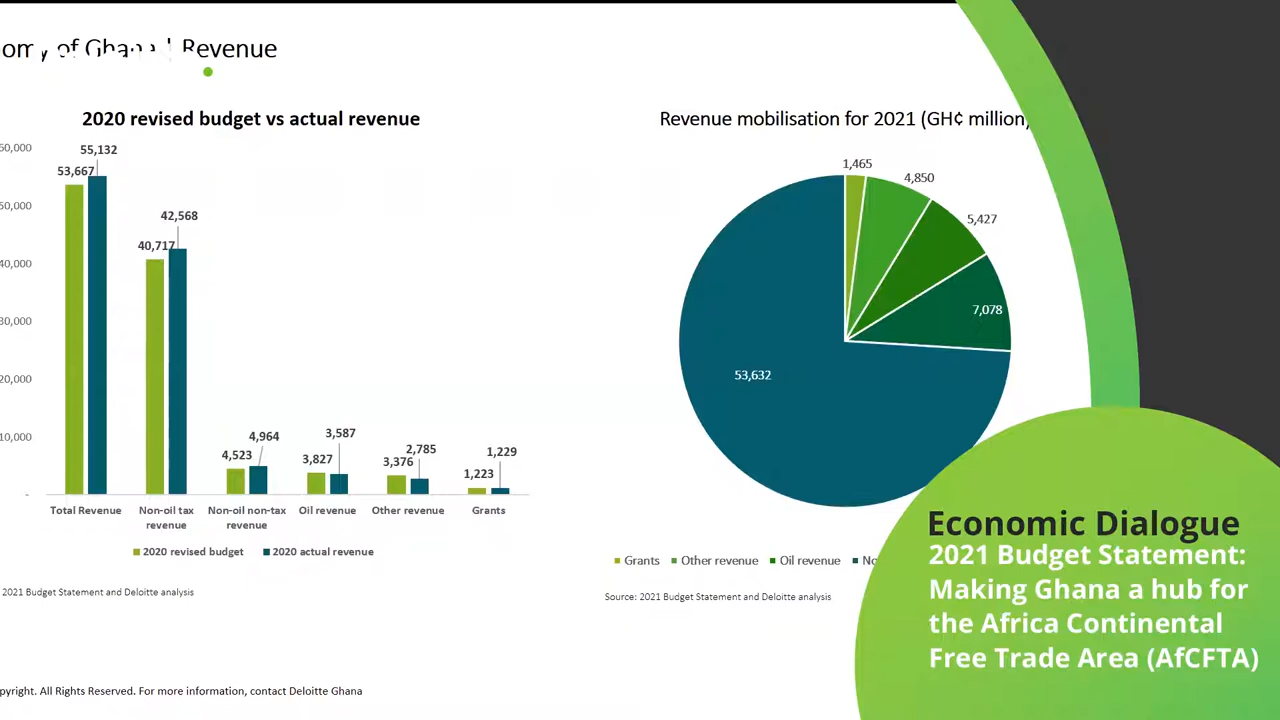 Revenue
2020 revised budget vs actual revenue
60,000
50,000
40,000
30,000
20,000
10,000
-
53,667
55,132
40,717
42,568
4,523
4,964
3,827
3,587
3,376
2,785
1,223
1,229
Total Revenue
Non-oil tax
revenue
Non-oil non-tax
revenue
Oil revenue
Other revenue
Grants
2020 revised budget
2020 actual revenue
2021 Budget Statement and Deloitte analysis
Revenue mobilisation for 2021 (GH¢ million)
1,465
4,850
5,427
7,078
53,632
Grants
Other revenue
Oil revenue
Source: 2021 Budget Statement and Deloitte analysis
pyright. All Rights Reserved. For more information, contact Deloitte Ghana
Economic Dialogue
2021 Budget Statement:
Making Ghana a hub for
the Africa Continental
Free Trade Area (AfCFTA)